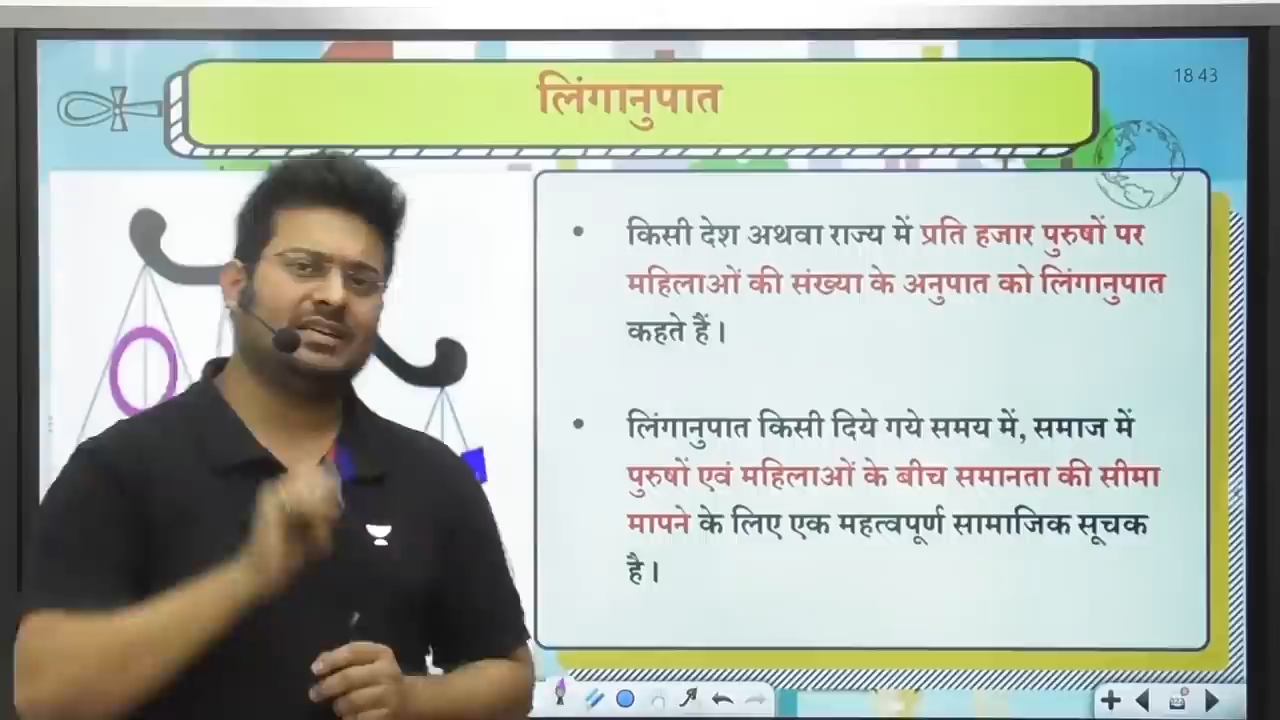 लिंगानुपात
18 43
किसी देश अथवा राज्य में प्रति हजार पुरुषों पर
महिलाओं की संख्या के अनुपात को लिंगानुपात
कहते हैं।
लिंगानुपात किसी दिये गये समय में, समाज में
पुरुषों एवं महिलाओं के बीच समानता की सीमा
मापने के लिए एक महत्वपूर्ण सामाजिक सूचक
है।